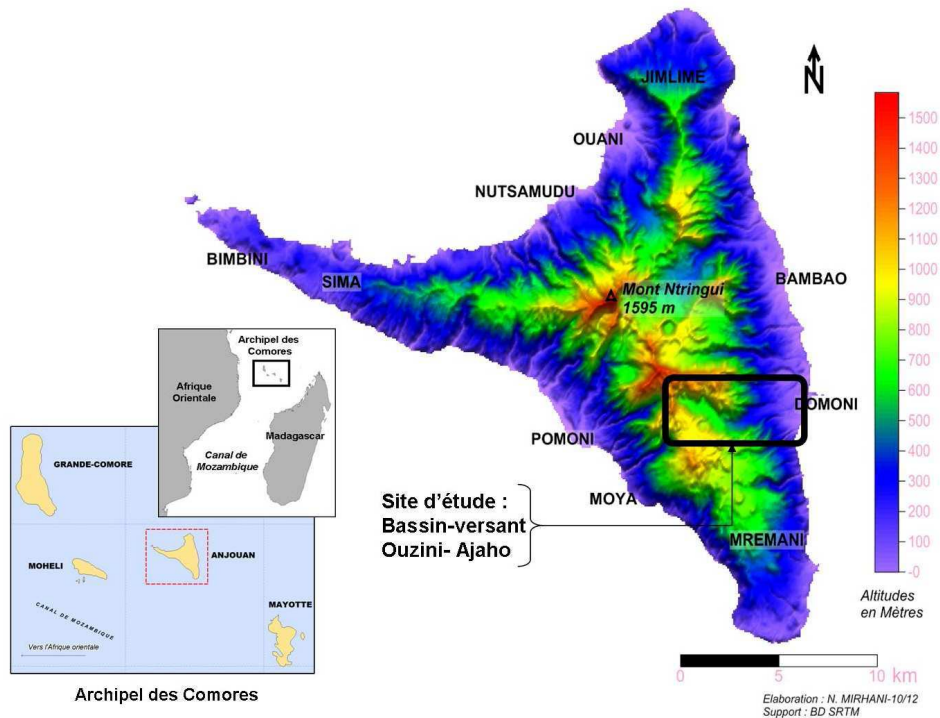 JIMLIME
N
OUANI
NUTSAMUDU
BIMBINI
SIMA
BAMBAO
Mont Ntringui
1595 m
DOMONI
POMONI
MOYA
MREMANI
Site d'étude :
Bassin-versant
Ouzini- Ajaho
1500
1400
1300
1200
1100
1000
900
800
700
600
500
400
300
200
100
-0
Altitudes
en Mètres
0 5 10 km
Elaboration : N. MIRHANI-10/12
Support : BD SRTM
Archipel des
Comores
Afrique
Orientale
Madagascar
Canal de
Mozambique
GRANDE-COMORE
ANJOUAN
MOHELI
MAYOTTE
CANAL DE MOZAMBIQUE
Vers l'Afrique orientale
Archipel des Comores